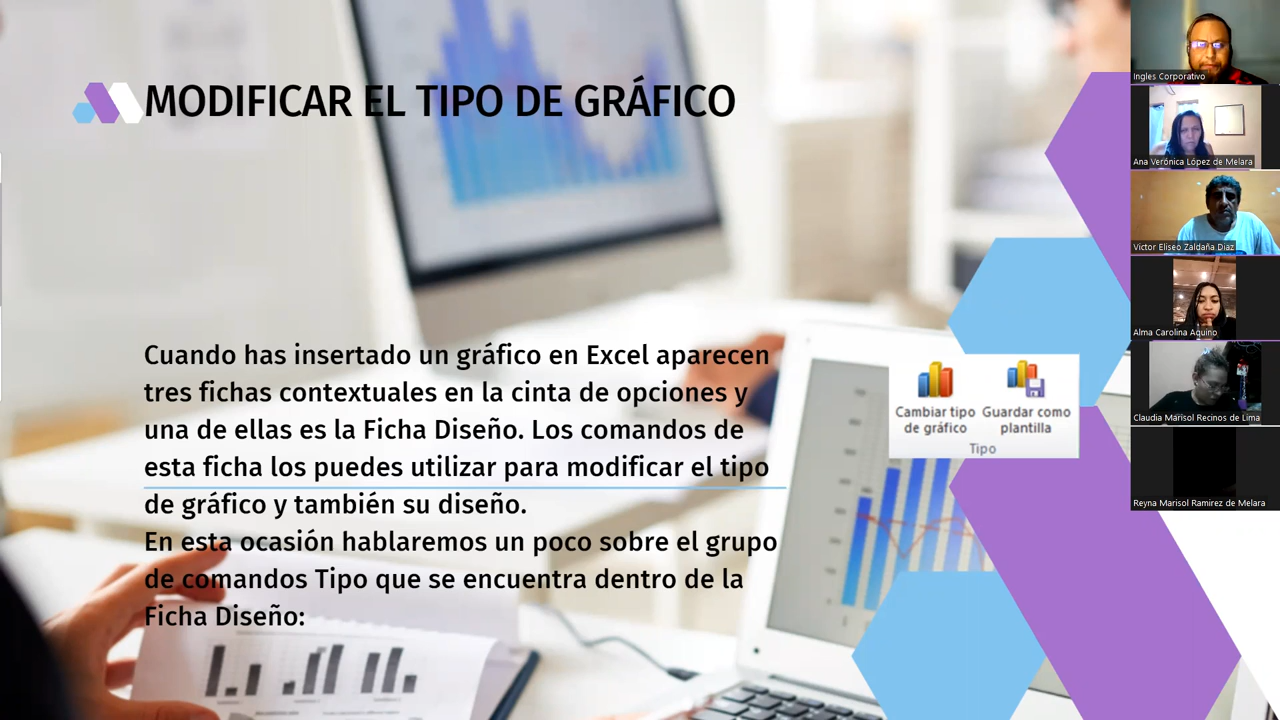 MODIFICAR EL TIPO DE GRÁFICO
Cuando has insertado un gráfico en Excel aparecen
tres fichas contextuales en la cinta de opciones y
una de ellas es la Ficha Diseño. Los comandos de
esta ficha los puedes utilizar para modificar el tipo
de gráfico y también su diseño.
En esta ocasión hablaremos un poco sobre el grupo
de comandos Tipo que se encuentra dentro de la
Ficha Diseño:
Cambiar tipo
de gráfico
Guardar como
plantilla
Tipo
Ingles Corporativo
Ana Verónica López de Melara
Victor Eliseo Zaldaña Diaz
Alma Carolina Aquino
Claudia Marisol Recinos de Lima
Reyna Marisol Ramirez de Melara